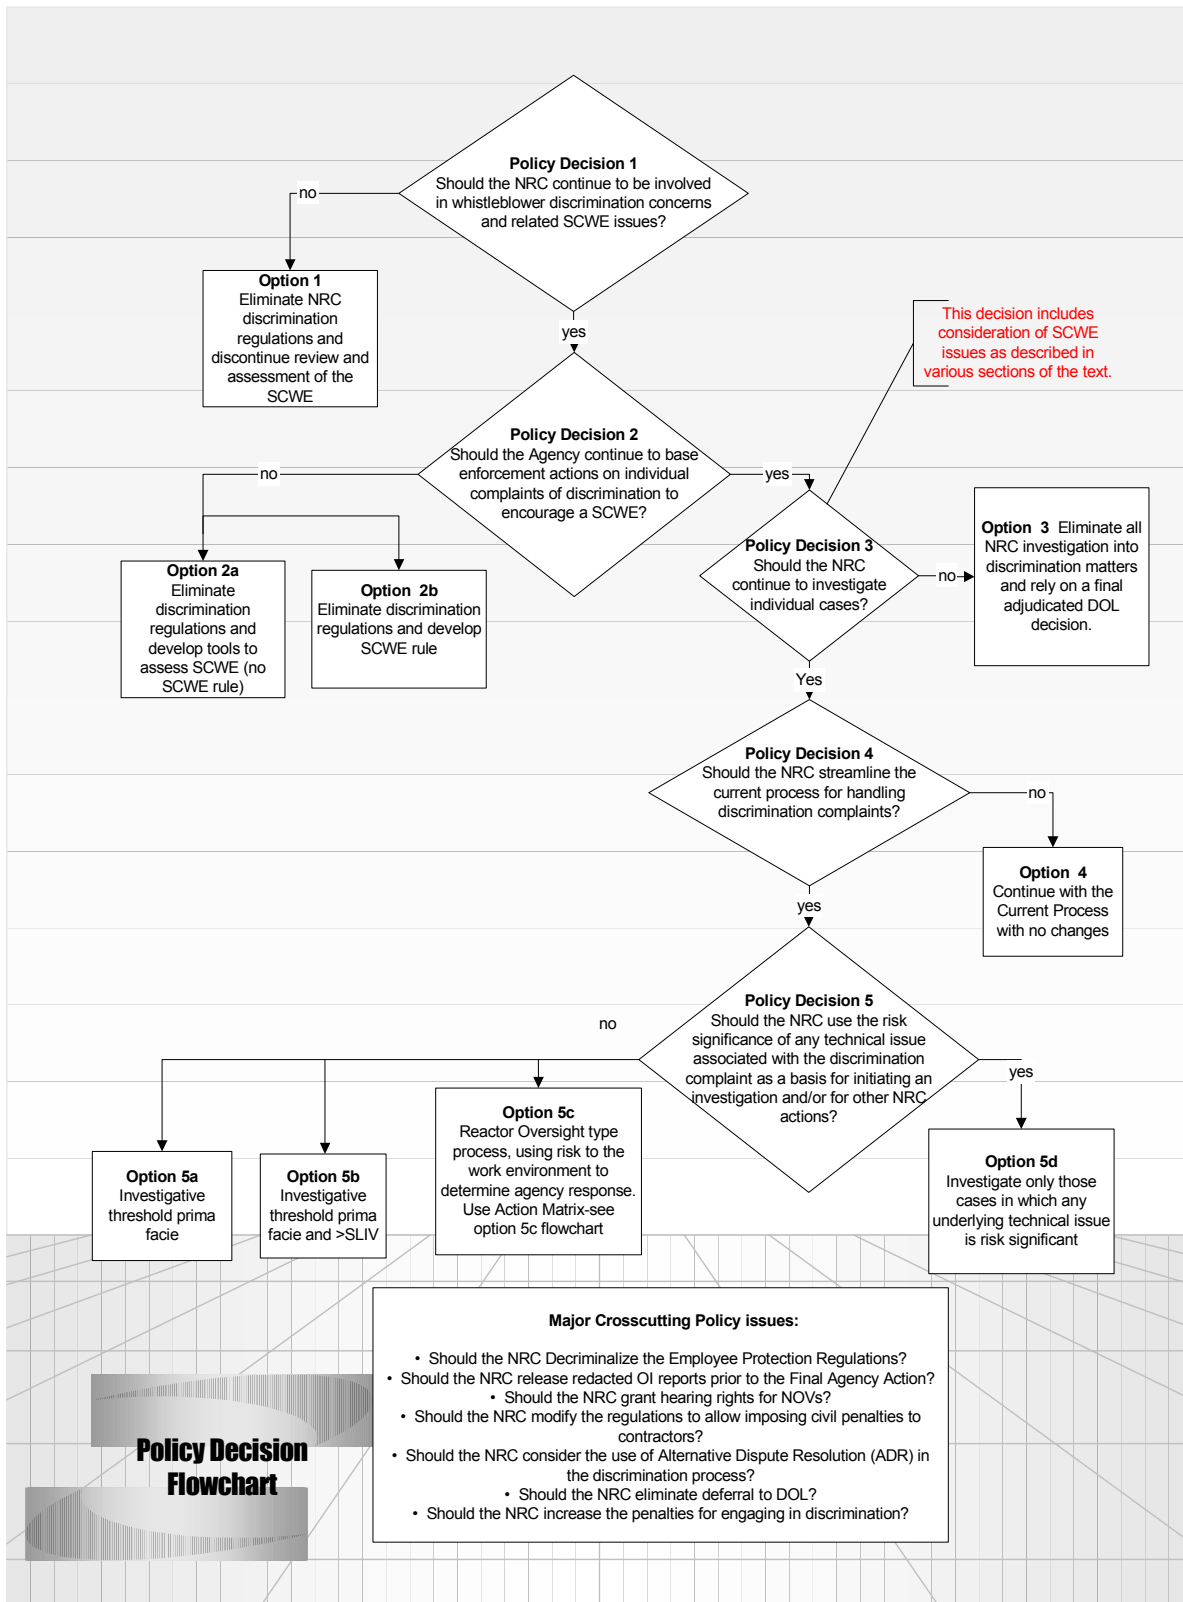 Policy Decision 1
Should the NRC continue to be involved
in whistleblower discrimination concerns
and related SCWE issues?
no
Option 1
Eliminate NRC
discrimination
regulations and
discontinue review and
assessment of the
SCWE
yes
This decision includes
consideration of SCWE
issues as described in
various sections of the text.
Policy Decision 2
Should the Agency continue to base
enforcement actions on individual
complaints of discrimination to
encourage a SCWE?
no
yes
Option 2a
Eliminate
discrimination
regulations and
develop tools to
assess SCWE (no
SCWE rule)
Option 2b
Eliminate discrimination
regulations and develop
SCWE rule
Policy Decision 3
Should the NRC
continue to investigate
individual cases?
no
Option 3 Eliminate all
NRC investigation into
discrimination matters
and rely on a final
adjudicated DOL
decision.
Yes
Policy Decision 4
Should the NRC streamline the
current process for handling
discrimination complaints?
no
Option 4
Continue with the
Current Process
with no changes
yes
Policy Decision 5
Should the NRC use the risk
significance of any technical issue
associated with the discrimination
complaint as a basis for initiating an
investigation and/or for other NRC
actions?
no
yes
Option 5a
Investigative
threshold prima
facie
Option 5b
Investigative
threshold prima
facie and >SLIV
Option 5c
Reactor Oversight type
process, using risk to the
work environment to
determine agency response.
Use Action Matrix-see
option 5c flowchart
Option 5d
Investigate only those
cases in which any
underlying technical issue
is risk significant
Major Crosscutting Policy issues:
• Should the NRC Decriminalize the Employee Protection Regulations?
• Should the NRC release redacted OI reports prior to the Final Agency Action?
• Should the NRC grant hearing rights for NOVs?
• Should the NRC modify the regulations to allow imposing civil penalties to
contractors?
• Should the NRC consider the use of Alternative Dispute Resolution (ADR) in
the discrimination process?
• Should the NRC eliminate deferral to DOL?
• Should the NRC increase the penalties for engaging in discrimination?
Policy Decision
Flowchart